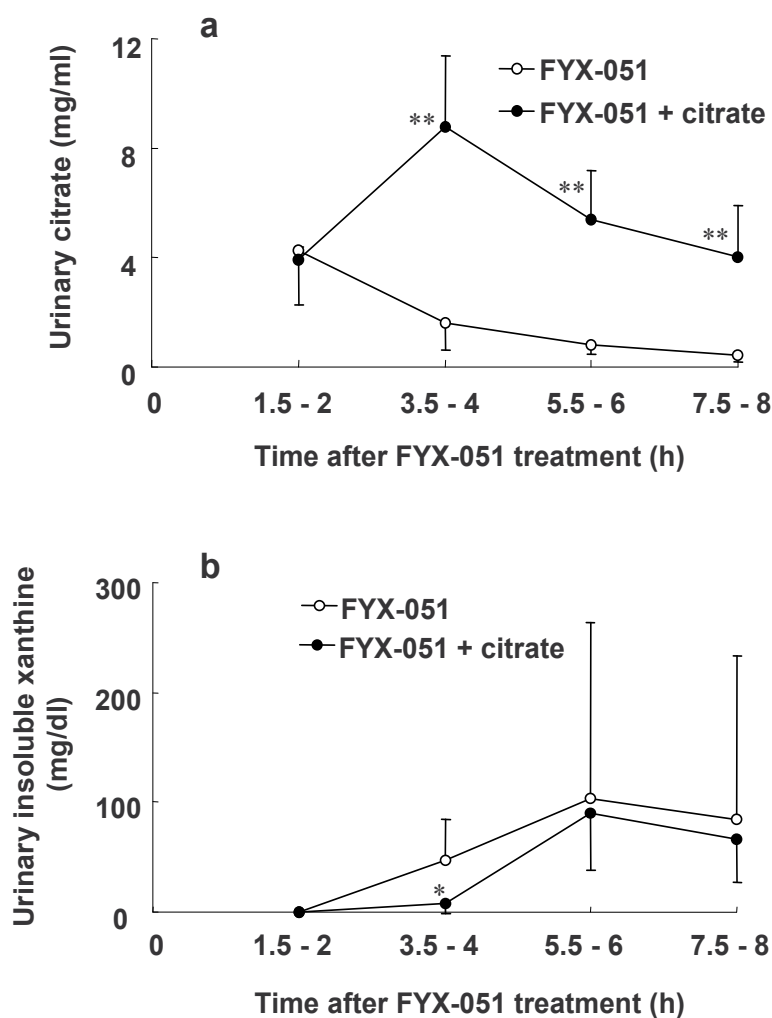 a
Urinary citrate (mg/ml)
12
8
4
0
FYX-051
FYX-051 + citrate
**
**
**
0
1.5 - 2
3.5 - 4
5.5 - 6
7.5 - 8
Time after FYX-051 treatment (h)
b
Urinary insoluble xanthine
(mg/dl)
300
200
100
0
FYX-051
FYX-051 + citrate
*
0
1.5 - 2
3.5 - 4
5.5 - 6
7.5 - 8
Time after FYX-051 treatment (h)